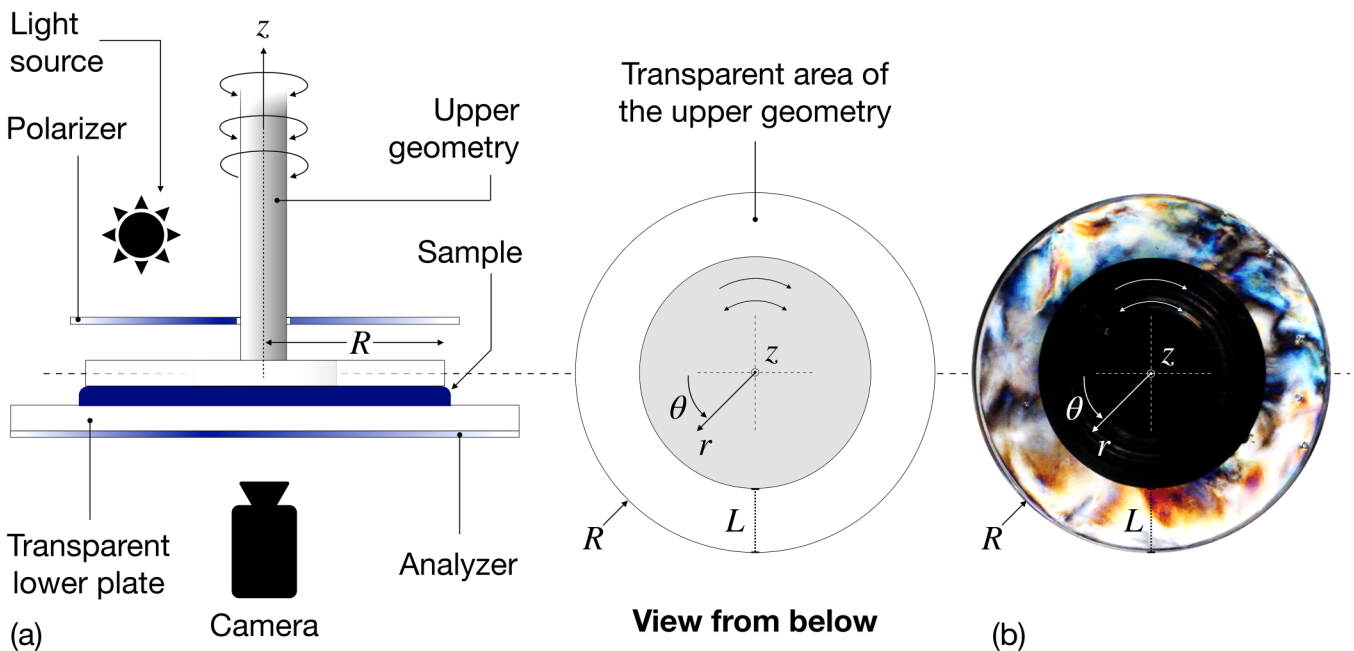 Light
source
Polarizer
z
Upper
geometry
Sample
R
Transparent
lower plate
Analyzer
Camera
(a)
Transparent area of
the upper geometry
z
θ
r
L
R
View from below
z
θ
r
L
R
(b)